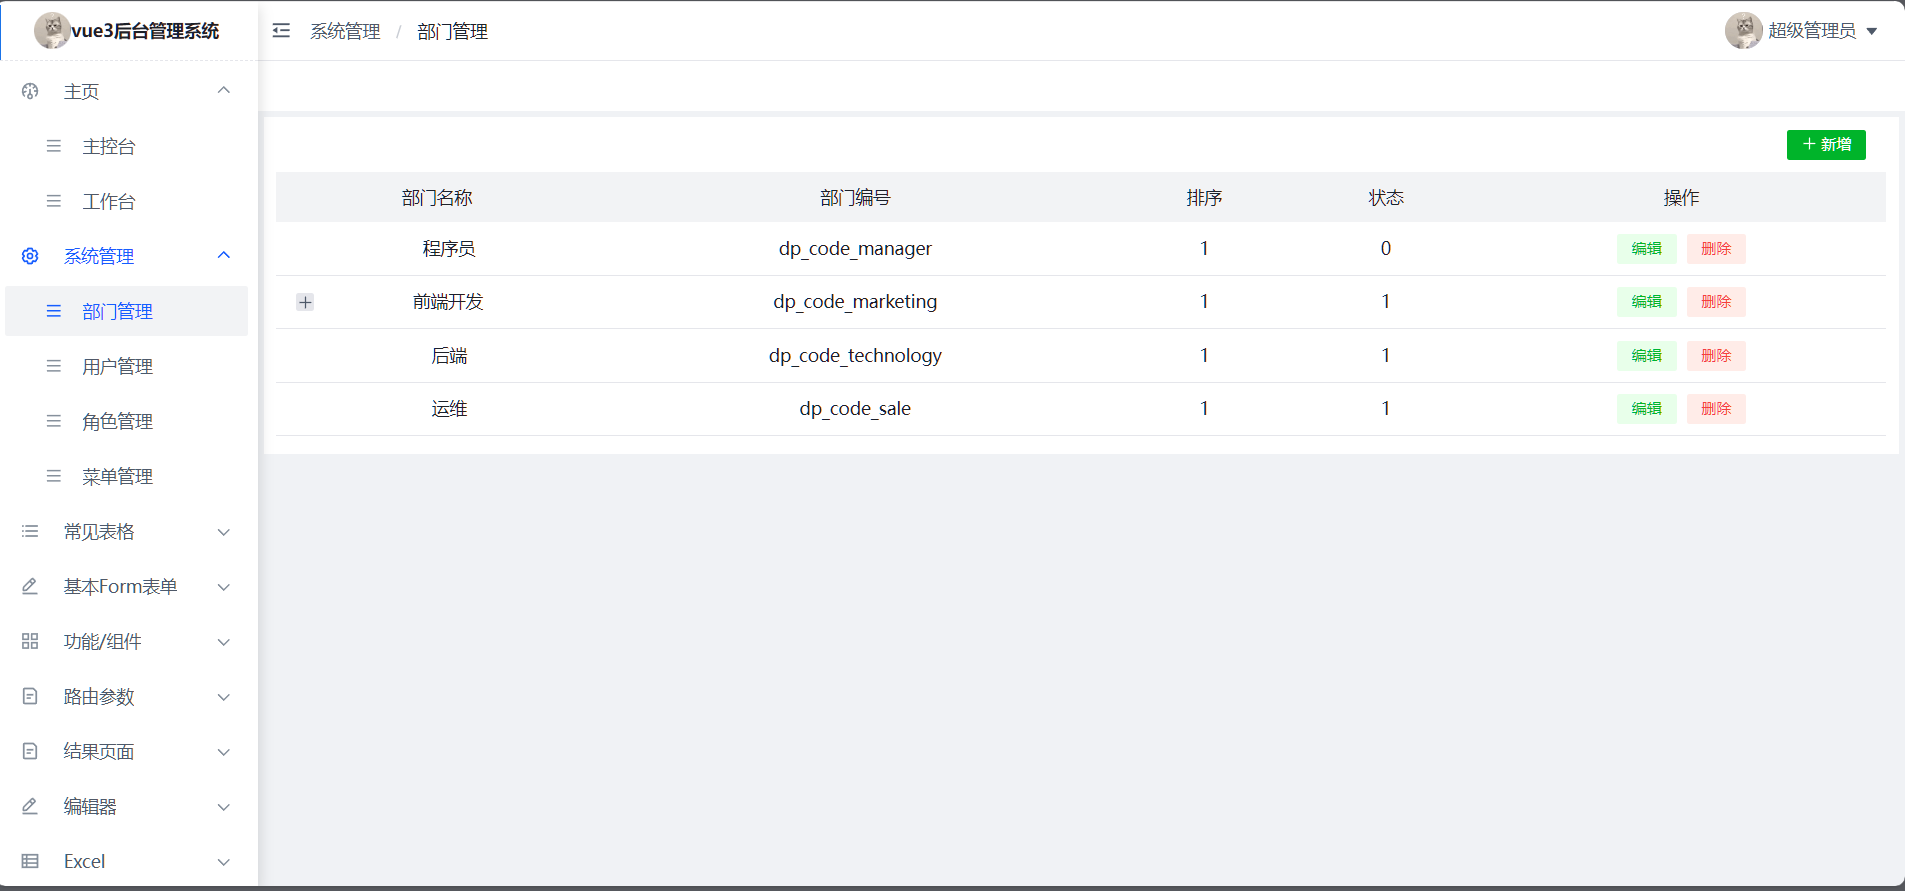 vue3后台管理系统
系统管理 / 部门管理
超级管理员
主页
主控台
工作台
系统管理
部门管理
用户管理
角色管理
菜单管理
常见表格
基本Form表单
功能/组件
路由参数
结果页面
编辑器
Excel
新增
部门名称 部门编号 排序 状态 操作
程序员 dp_code_manager 1 0 编辑 删除
前端开发 dp_code_marketing 1 1 编辑 删除
后端 dp_code_technology 1 1 编辑 删除
运维 dp_code_sale 1 1 编辑 删除